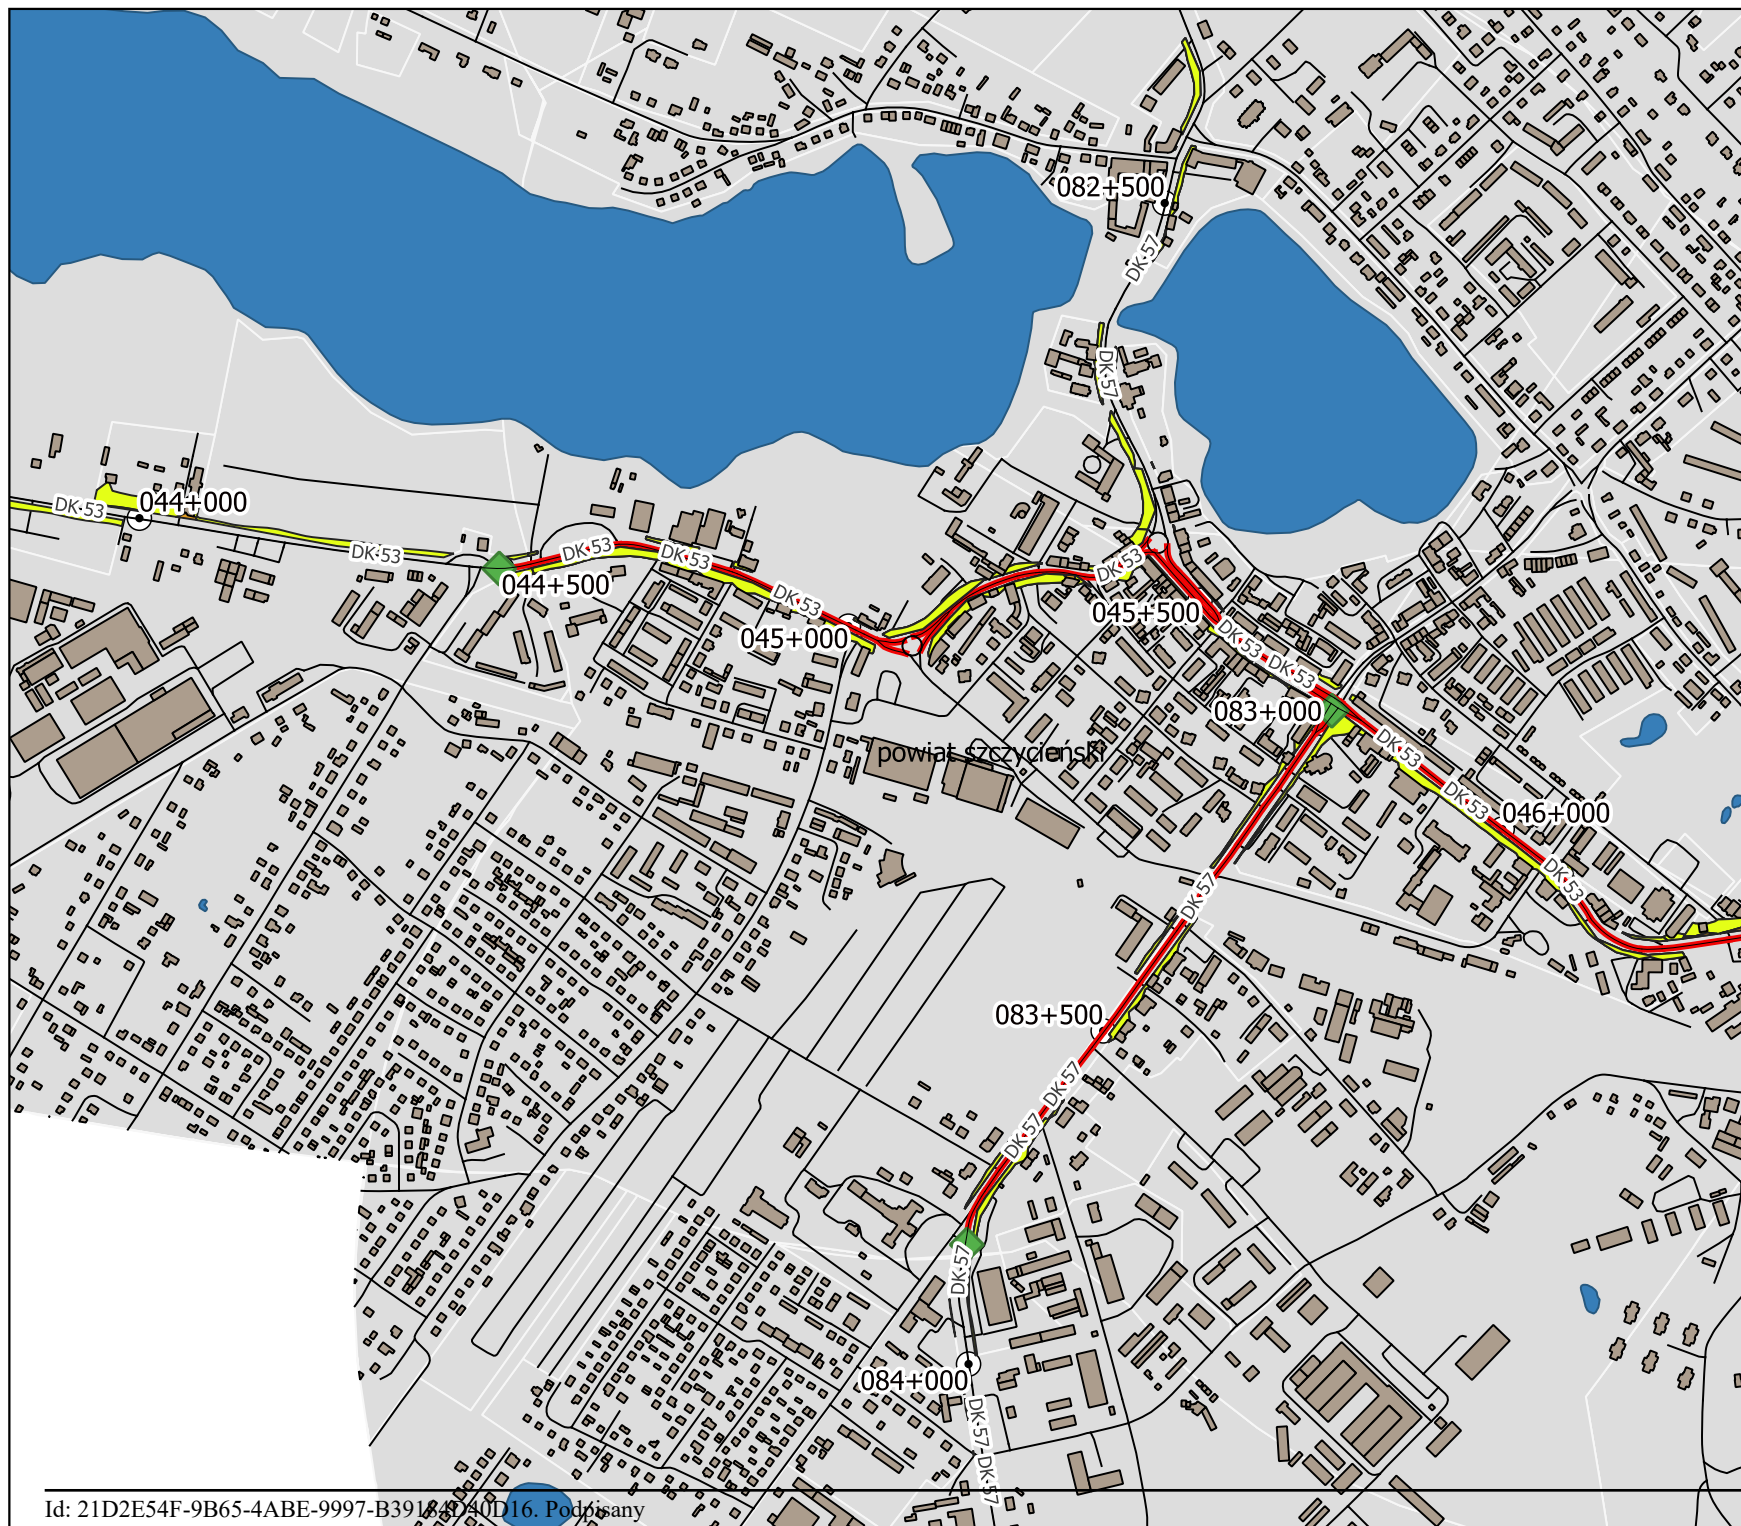 082+500
DK-57
DK-57
044+000
DK-53
DK-53
DK-53
DK-53
DK-53
044+500
DK-53
045+500
045+000
DK-53
DK-53
083+000
DK-53
powiat szczycieński
DK-53
046+000
DK-53
DK-57
083+500
DK-57
DK-57
DK-57
084+000
DK-57
DK-57
Id: 21D2E54F-9B65-4ABE-9997-B39184D40D16. Podpisany